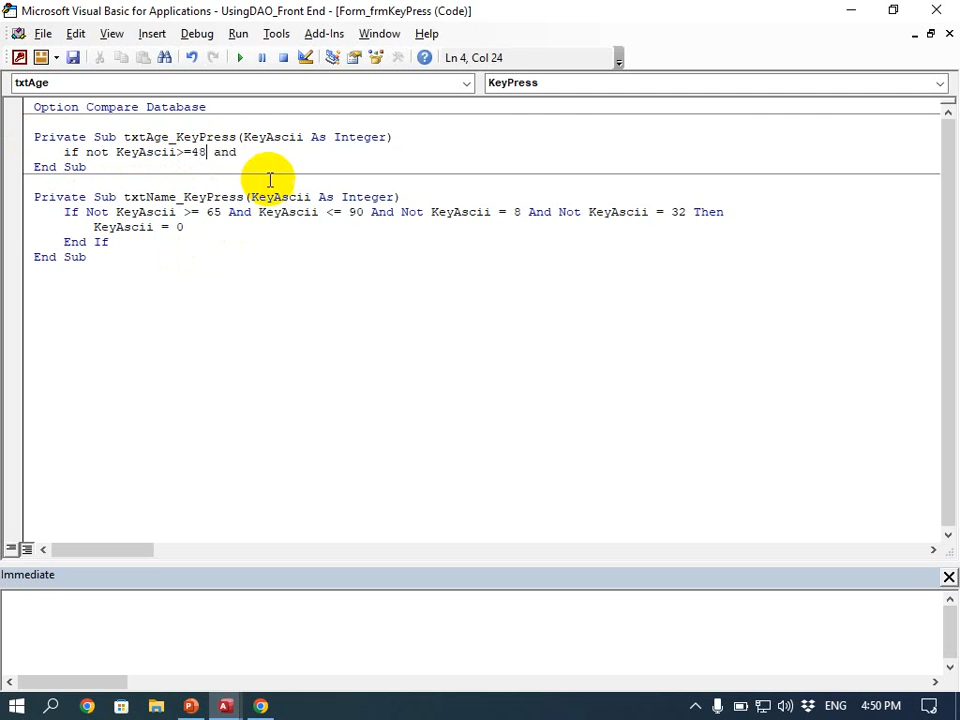 Microsoft Visual Basic for Applications - UsingDAO_Front End - [Form_frmKeyPress (Code)]
File Edit View Insert Format Debug Run Tools Add-Ins Window Help
Ln 4, Col 24
txtAge KeyPress
Option Compare Database
Private Sub txtAge_KeyPress(KeyAscii As Integer)
if not KeyAscii>=48 and
End Sub
Private Sub txtName_KeyPress(KeyAscii As Integer)
If Not KeyAscii >= 65 And KeyAscii <= 90 And Not KeyAscii = 8 And Not KeyAscii = 32 Then
KeyAscii = 0
End If
End Sub
Immediate
ENG 4:50 PM